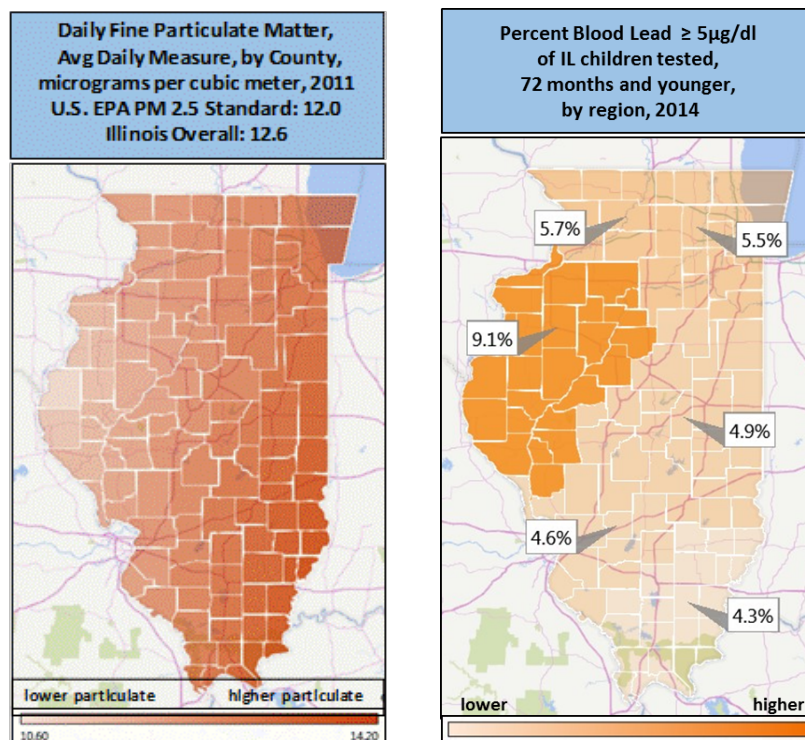 Daily Fine Particulate Matter,
Avg Daily Measure, by County,
micrograms per cubic meter, 2011
U.S. EPA PM 2.5 Standard: 12.0
Illinois Overall: 12.6
lower particulate
higher particulate
10.60
14.20
Percent Blood Lead ≥ 5µg/dl
of IL children tested,
72 months and younger,
by region, 2014
5.7%
5.5%
9.1%
4.9%
4.6%
4.3%
lower
higher